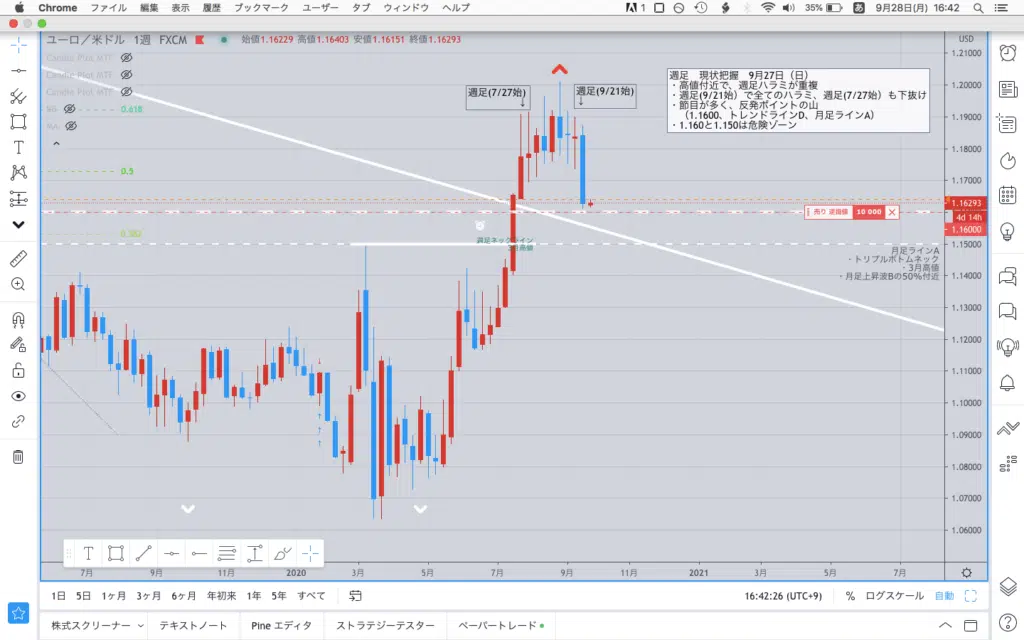 Chrome ファイル 編集 表示 履歴 ブックマーク ユーザー タブ ウィンドウ ヘルプ
1 35% あ 9月28日(月) 16:42
ユーロ／米ドル 1週 FXCM 始値1.16229 高値1.16403 安値1.16151 終値1.16293
USD
1.21000
1.20000
1.19000
1.18000
1.17000
1.16293
4d 14h
1.16000
1.15000
1.14000
1.13000
1.12000
1.11000
1.10000
1.09000
1.08000
1.07000
1.06000
0.618
0.5
0.382
週足(7/27始)
↓
週足(9/21始)
↓
週足 現状把握 9月27日（日）
・高値付近で、週足ハラミが重複
・週足(9/21始）で全てのハラミ、週足(7/27始）も下抜け
・節目が多く、反発ポイントの山
（1.1600、トレンドラインD、月足ラインA）
・1.160と1.150は危険ゾーン
売り 逆指値 10 000
週足ネックライン
3月高値
月足ラインA
・トリプルボトムネック
・3月高値
・月足上昇波Bの50%付近
7月 9月 11月 2020 3月 5月 7月 9月 11月 2021 3月 5月 7月
1日 5日 1ヶ月 3ヶ月 6ヶ月 年初来 1年 5年 すべて
16:42:26 (UTC+9) % ログスケール 自動
株式スクリーナー テキストノート Pine エディタ ストラテジーテスター ペーパートレード